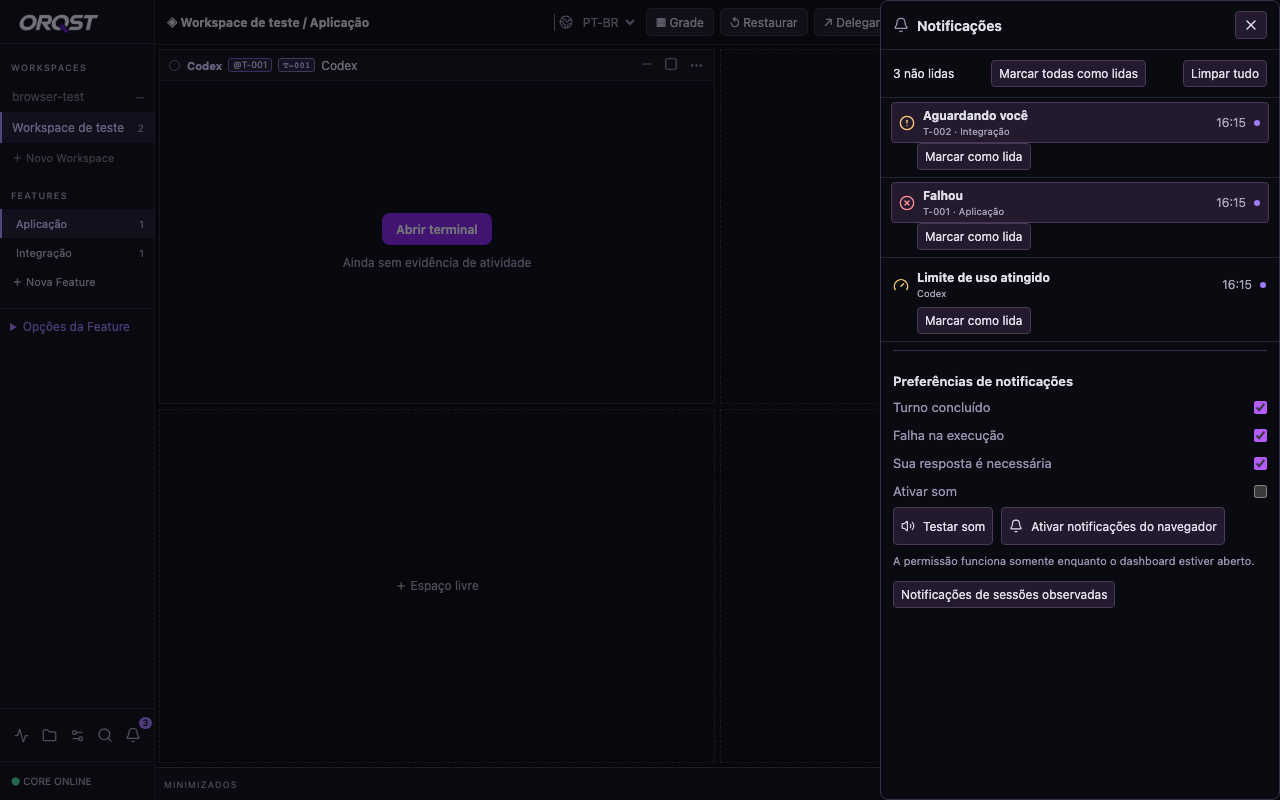 OROST
WORKSPACES
browser-test
Workspace de teste 2
+ Novo Workspace
FEATURES
Aplicação 1
Integração 1
+ Nova Feature
Opções da Feature
3
CORE ONLINE
Workspace de teste / Aplicação
PT-BR
Grade
Restaurar
Delegar
Codex @T-001 T-001 Codex
Abrir terminal
Ainda sem evidência de atividade
+ Espaço livre
MINIMIZADOS
Notificações
3 não lidas Marcar todas como lidas Limpar tudo
Aguardando você
T-002 · Integração
16:15
Marcar como lida
Falhou
T-001 · Aplicação
16:15
Marcar como lida
Limite de uso atingido
Codex
16:15
Marcar como lida
Preferências de notificações
Turno concluído
Falha na execução
Sua resposta é necessária
Ativar som
Testar som Ativar notificações do navegador
A permissão funciona somente enquanto o dashboard estiver aberto.
Notificações de sessões observadas